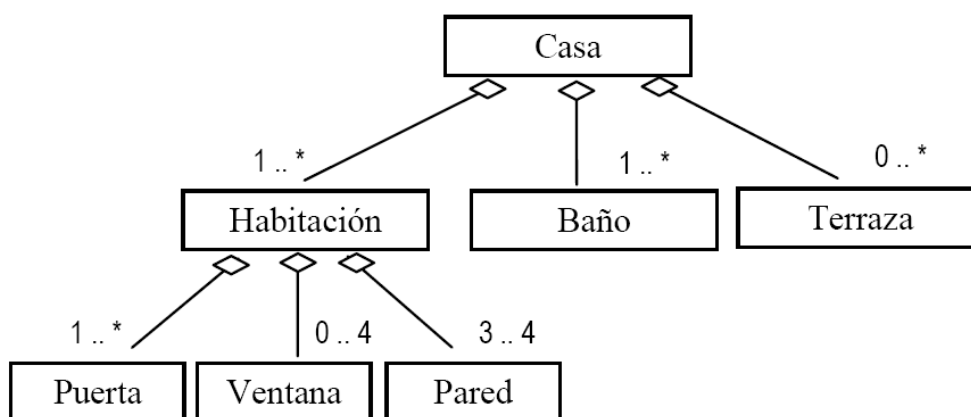 Casa
1 .. *
1 .. *
0 .. *
Habitación
Baño
Terraza
1 .. *
0 .. 4
3 .. 4
Puerta
Ventana
Pared